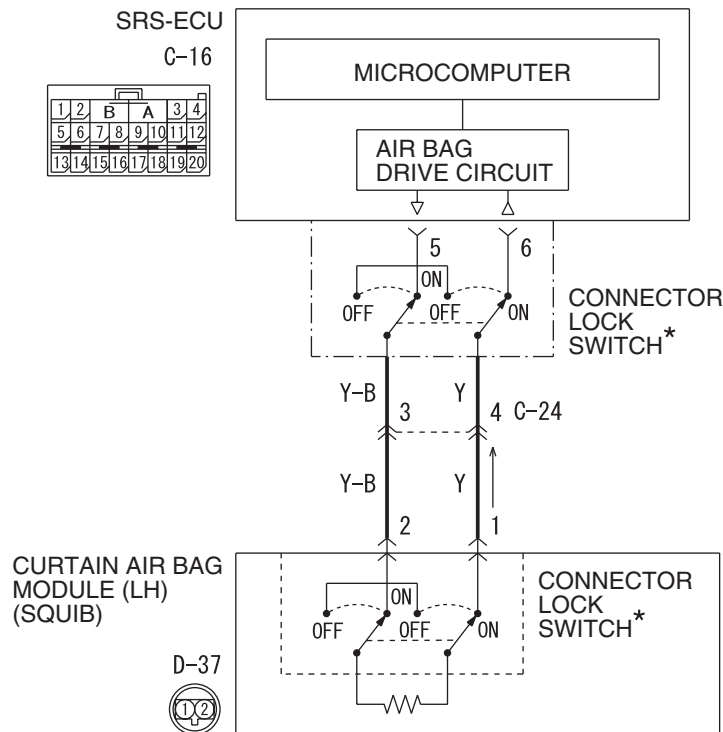 SRS-ECU
C-16
MICROCOMPUTER
1 2 B A 3 4
5 6 7 8 9 10 11 12
13 14 15 16 17 18 19 20
AIR BAG
DRIVE CIRCUIT
5 6
ON
OFF OFF ON
CONNECTOR
LOCK
SWITCH*
Y-B Y
3 4 C-24
Y-B Y
2 1
CURTAIN AIR BAG
MODULE (LH)
(SQUIB)
ON
OFF OFF ON
CONNECTOR
LOCK
SWITCH*
D-37
1 2